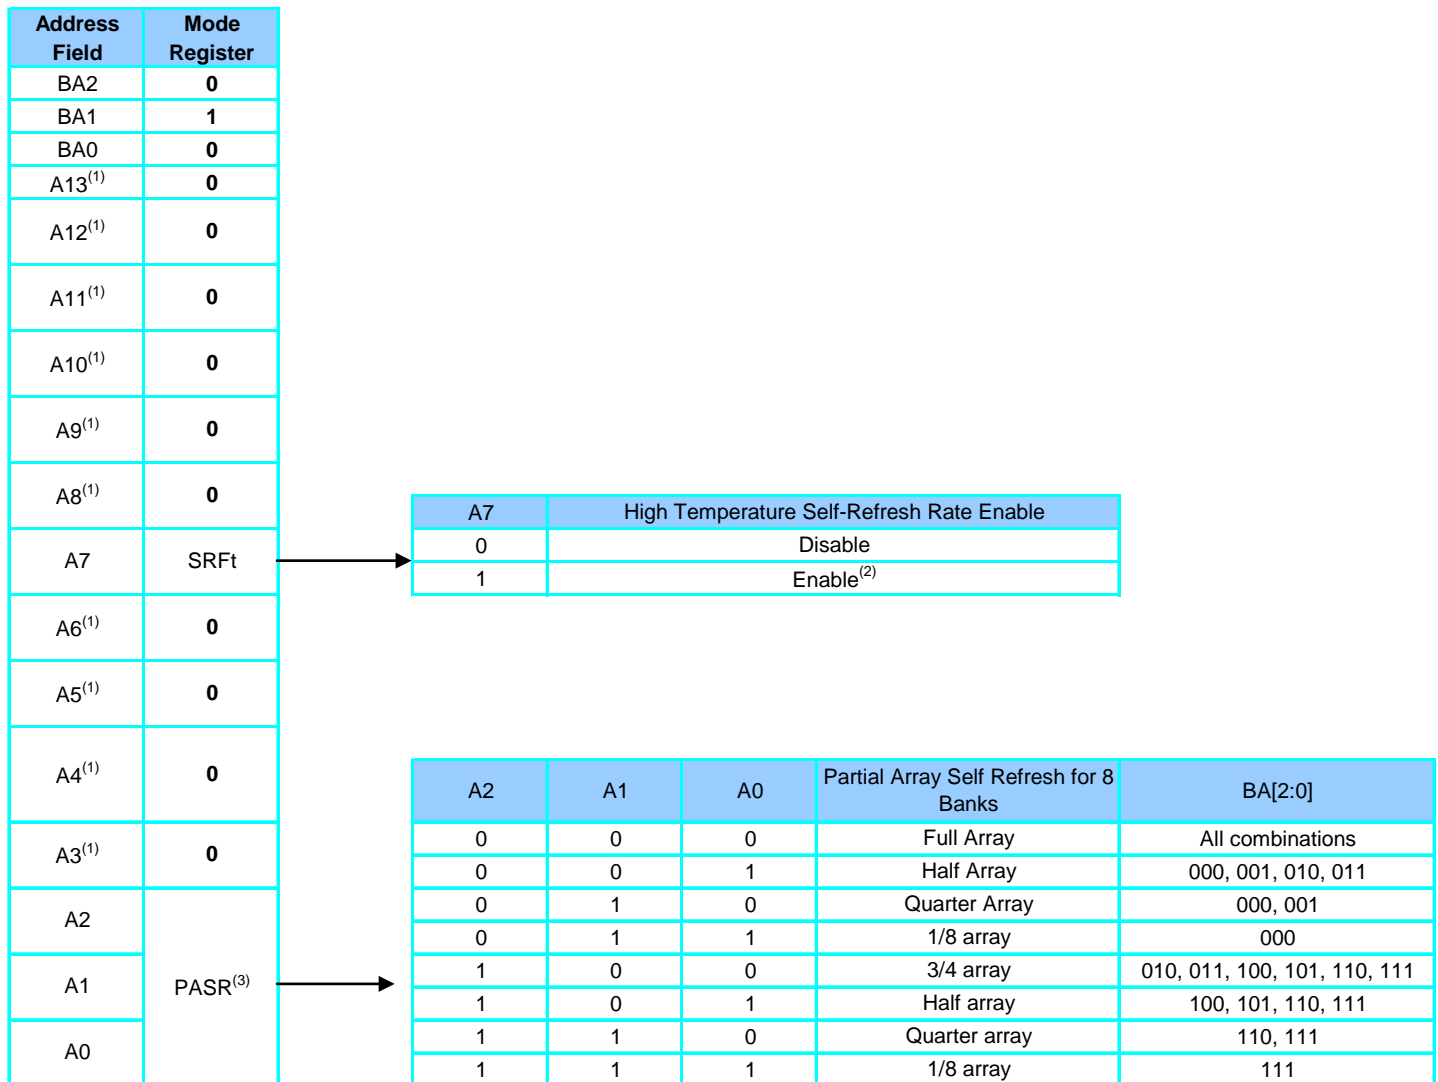 Address Field Mode Register
BA2 0
BA1 1
BA0 0
A13(1) 0
A12(1) 0
A11(1) 0
A10(1) 0
A9(1) 0
A8(1) 0
A7 SRFt
A6(1) 0
A5(1) 0
A4(1) 0
A3(1) 0
A2
A1 PASR(3)
A0
A7 High Temperature Self-Refresh Rate Enable
0 Disable
1 Enable(2)
A2 A1 A0 Partial Array Self Refresh for 8 Banks BA[2:0]
0 0 0 Full Array All combinations
0 0 1 Half Array 000, 001, 010, 011
0 1 0 Quarter Array 000, 001
0 1 1 1/8 array 000
1 0 0 3/4 array 010, 011, 100, 101, 110, 111
1 0 1 Half array 100, 101, 110, 111
1 1 0 Quarter array 110, 111
1 1 1 1/8 array 111